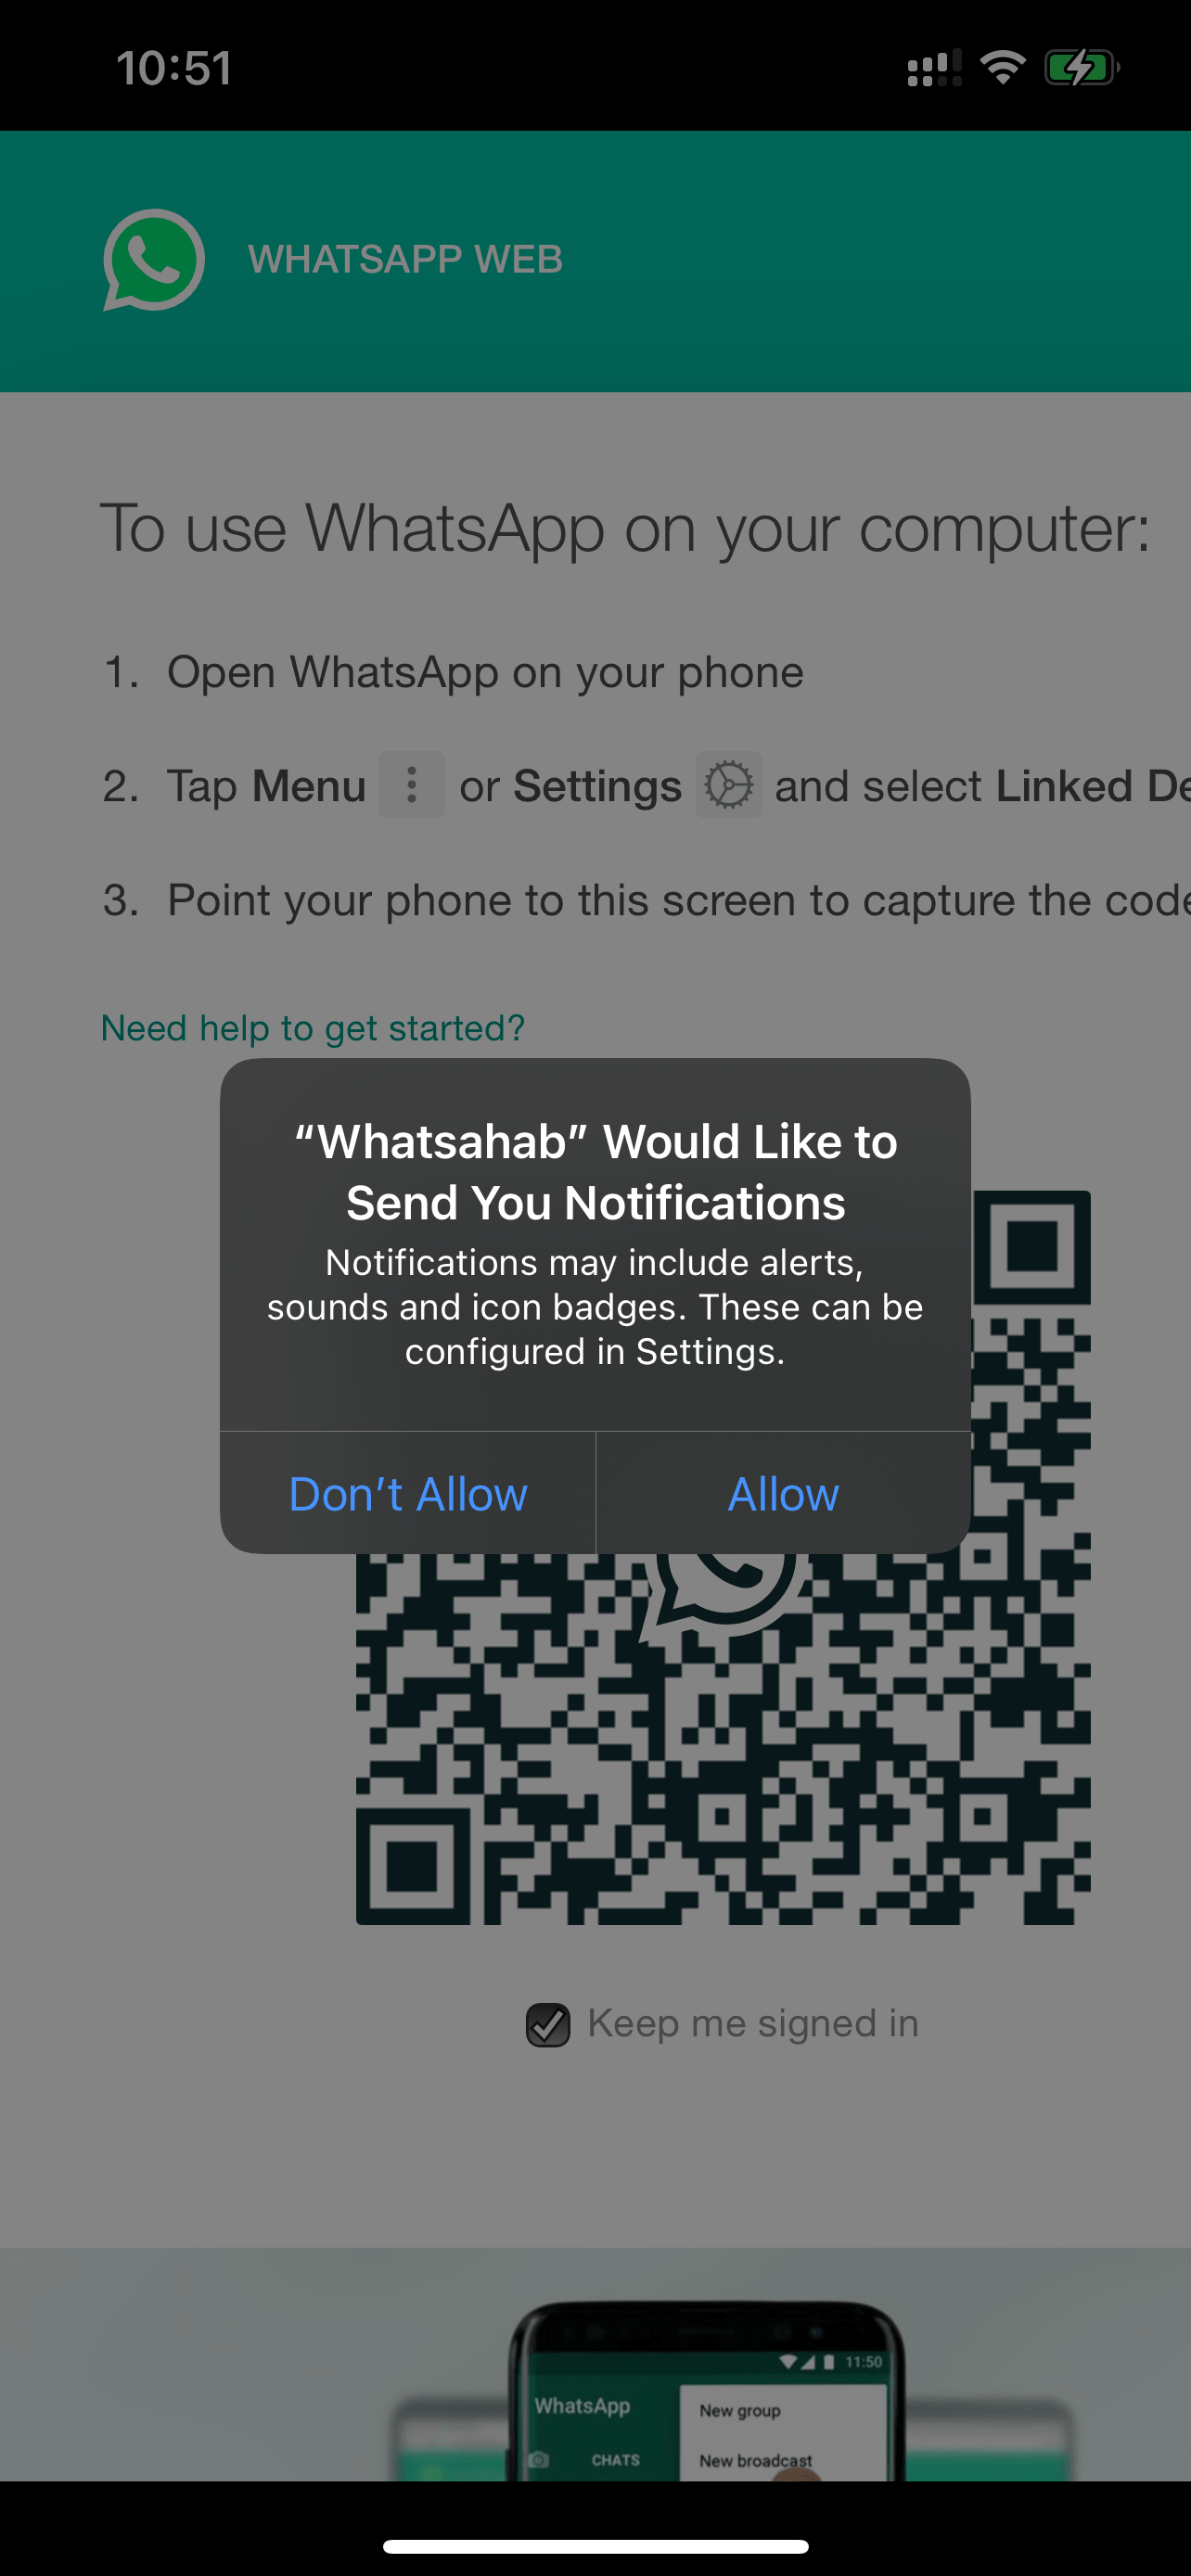 10:51
WHATSAPP WEB
To use WhatsApp on your computer:
1. Open WhatsApp on your phone
2. Tap Menu or Settings and select Linked De
3. Point your phone to this screen to capture the code
Need help to get started?
“Whatsahab” Would Like to
Send You Notifications
Notifications may include alerts,
sounds and icon badges. These can be
configured in Settings.
Don’t Allow
Allow
Keep me signed in
11:50
WhatsApp
New group
CHATS
New broadcast